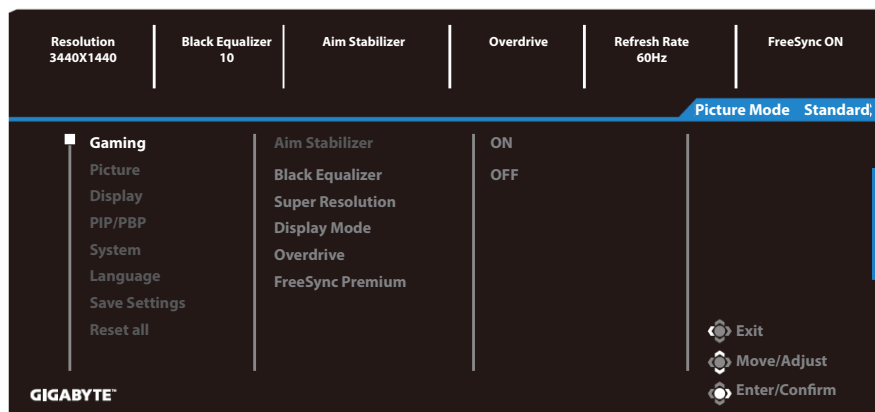 Resolution
3440X1440
Black Equalizer
10
Aim Stabilizer
Overdrive
Refresh Rate
60Hz
FreeSync ON
Picture Mode Standard
Gaming
Picture
Display
PIP/PBP
System
Language
Save Settings
Reset all
Aim Stabilizer
Black Equalizer
Super Resolution
Display Mode
Overdrive
FreeSync Premium
ON
OFF
Exit
Move/Adjust
Enter/Confirm
GIGABYTE™